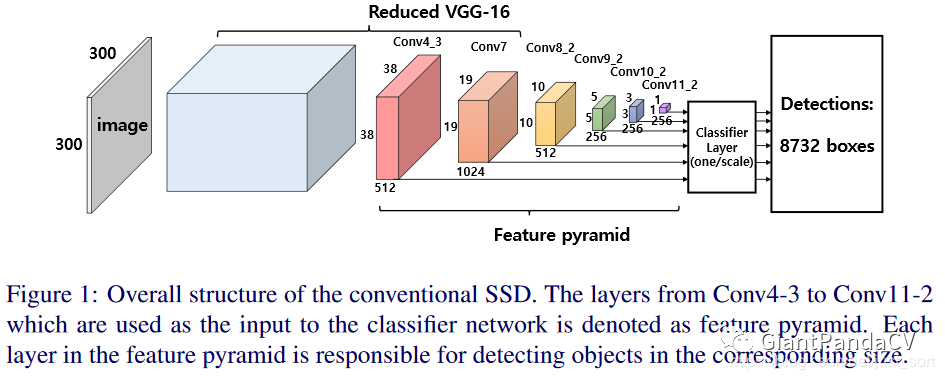 Reduced VGG-16
Conv4_3
Conv7
Conv8_2
Conv9_2
Conv10_2
Conv11_2
300
300
image
38
38
512
19
19
1024
10
10
512
5
5
256
3
3
256
1
1
256
Classifier
Layer
(one/scale)
Detections:
8732 boxes
Feature pyramid
Figure 1: Overall structure of the conventional SSD. The layers from Conv4-3 to Conv11-2
which are used as the input to the classifier network is denoted as feature pyramid. Each
layer in the feature pyramid is responsible for detecting objects in the corresponding size.
GiantPandaCV